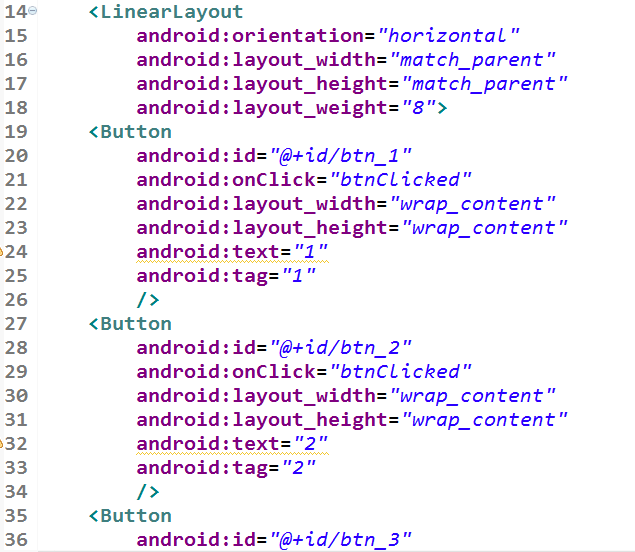 14 <LinearLayout
15 android:orientation="horizontal"
16 android:layout_width="match_parent"
17 android:layout_height="match_parent"
18 android:layout_weight="8">
19 <Button
20 android:id="@+id/btn_1"
21 android:onClick="btnClicked"
22 android:layout_width="wrap_content"
23 android:layout_height="wrap_content"
24 android:text="1"
25 android:tag="1"
26 />
27 <Button
28 android:id="@+id/btn_2"
29 android:onClick="btnClicked"
30 android:layout_width="wrap_content"
31 android:layout_height="wrap_content"
32 android:text="2"
33 android:tag="2"
34 />
35 <Button
36 android:id="@+id/btn_3"